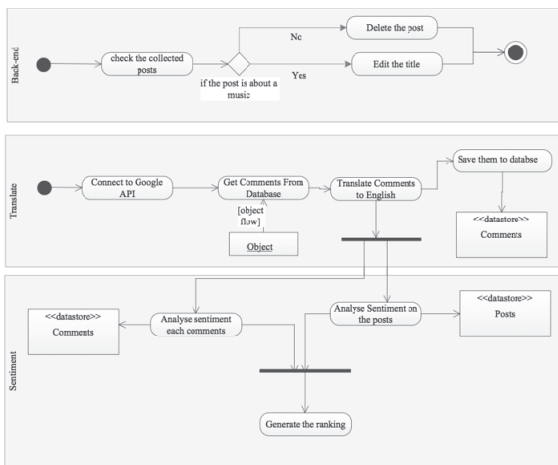 Back-end
check the collected
posts
No
Yes
if the post is about a
music
Delete the post
Edit the title
Translate
Connect to Google
API
Get Comments From
Database
[object
flow]
Object
Translate Comments
to English
Save them to databse
<<datastore>>
Comments
Sentiment
<<datastore>>
Comments
Analyse sentiment
each comments
Analyse Sentiment on
the posts
<<datastore>>
Posts
Generate the ranking